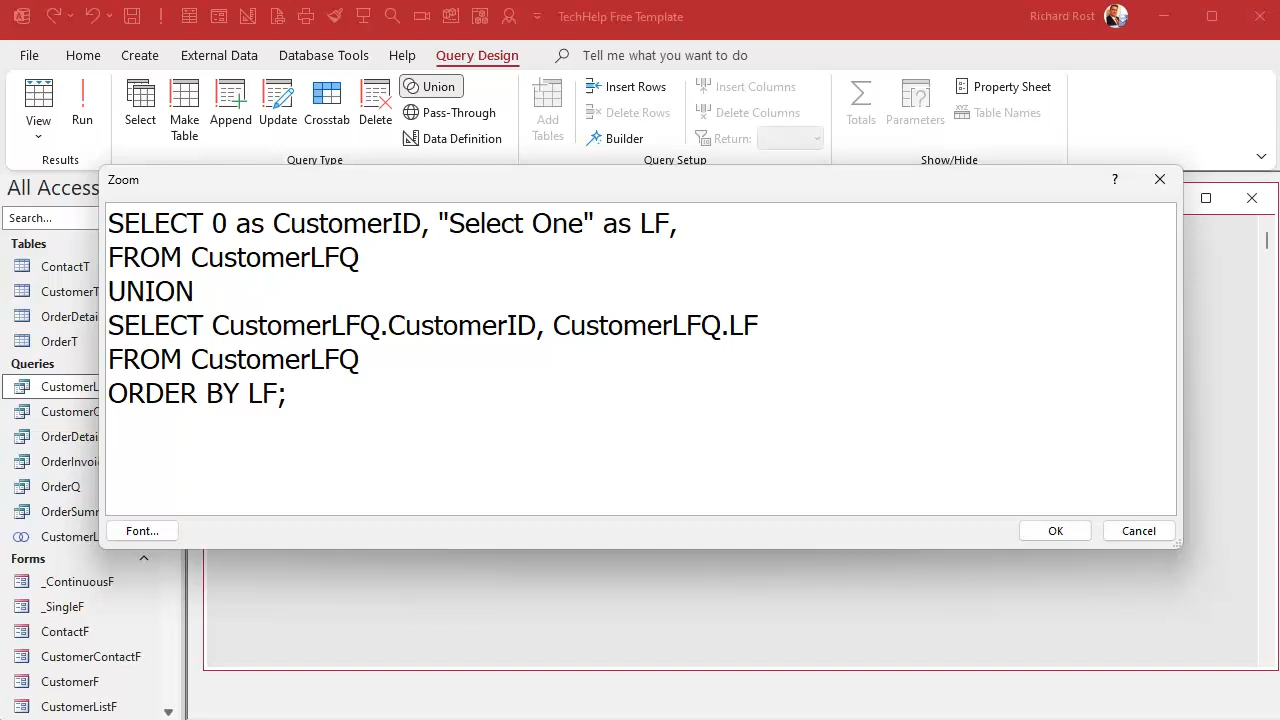 TechHelp Free Template
Richard Rost
File Home Create External Data Database Tools Help Query Design Tell me what you want to do
View
Run
Results
Select
Make
Table
Append
Update
Crosstab
Delete
Union
Pass-Through
Data Definition
Query Type
Add
Tables
Insert Rows
Delete Rows
Builder
Insert Columns
Delete Columns
Return:
Query Setup
Totals
Parameters
Property Sheet
Table Names
Show/Hide
All Access
Search...
Tables
ContactT
CustomerT
OrderDetai
OrderT
Queries
CustomerL
CustomerQ
OrderDetai
OrderInvoi
OrderQ
OrderSumm
CustomerL
Forms
_ContinuousF
_SingleF
ContactF
CustomerContactF
CustomerF
CustomerListF
Zoom
?
SELECT 0 as CustomerID, "Select One" as LF,
FROM CustomerLFQ
UNION
SELECT CustomerLFQ.CustomerID, CustomerLFQ.LF
FROM CustomerLFQ
ORDER BY LF;
Font...
OK
Cancel